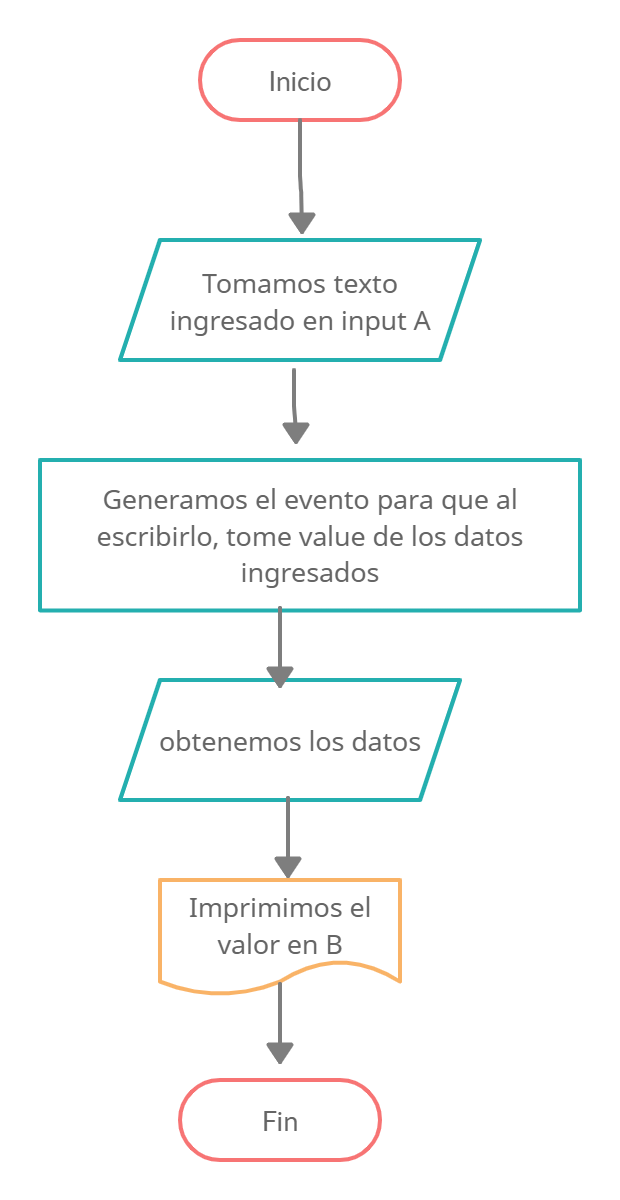 Inicio
Tomamos texto
ingresado en input A
Generamos el evento para que al
escribirlo, tome value de los datos
ingresados
obtenemos los datos
Imprimimos el
valor en B
Fin